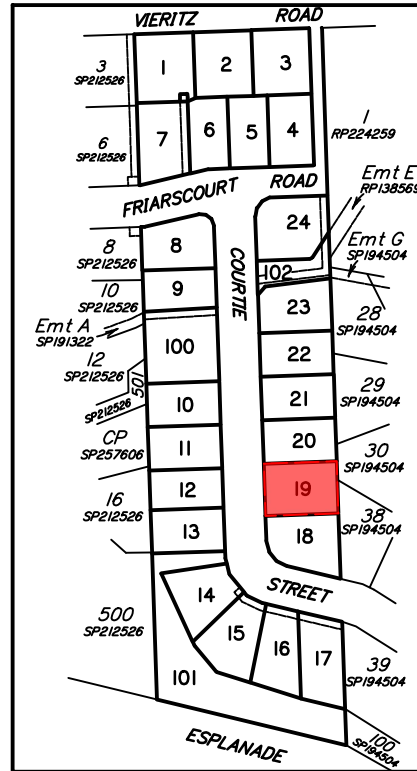 VIERITZ ROAD
3
SP212526
1
2
3
6
SP212526
7
6
5
4
1
RP224259
FRIARSCOURT ROAD
Emt E
RP138569
24
8
SP212526
8
COURTIE
102
Emt G
SP194504
10
SP212526
9
23
28
SP194504
Emt A
SP191322
100
22
12
SP212526
501
SP212526
10
21
29
SP194504
CP
SP257606
11
20
30
SP194504
16
SP212526
12
19
13
18
38
SP194504
STREET
500
SP212526
14
15
16
17
39
SP194504
101
100
SP194504
ESPLANADE